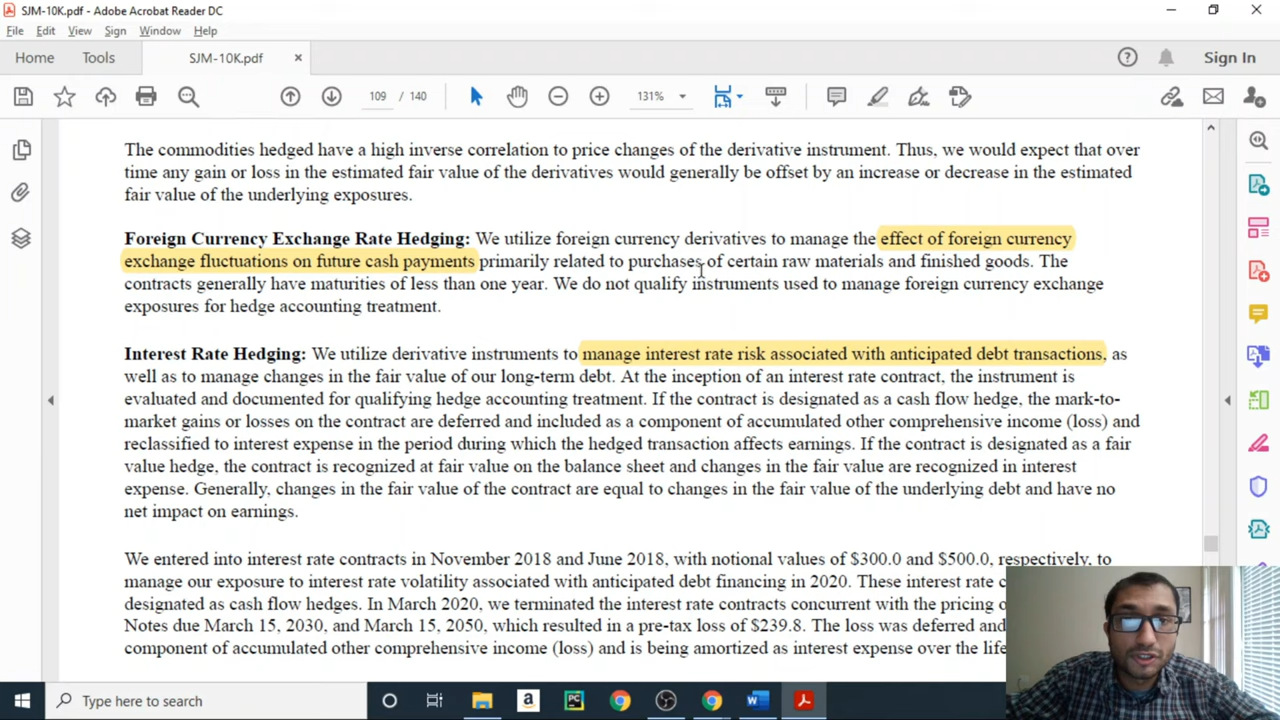 SJM-10K.pdf - Adobe Acrobat Reader DC
File Edit View Sign Window Help
Home Tools SJM-10K.pdf × Sign In
109 / 140 131%
The commodities hedged have a high inverse correlation to price changes of the derivative instrument. Thus, we would expect that over
time any gain or loss in the estimated fair value of the derivatives would generally be offset by an increase or decrease in the estimated
fair value of the underlying exposures.
Foreign Currency Exchange Rate Hedging: We utilize foreign currency derivatives to manage the effect of foreign currency
exchange fluctuations on future cash payments primarily related to purchases of certain raw materials and finished goods. The
contracts generally have maturities of less than one year. We do not qualify instruments used to manage foreign currency exchange
exposures for hedge accounting treatment.
Interest Rate Hedging: We utilize derivative instruments to manage interest rate risk associated with anticipated debt transactions, as
well as to manage changes in the fair value of our long-term debt. At the inception of an interest rate contract, the instrument is
evaluated and documented for qualifying hedge accounting treatment. If the contract is designated as a cash flow hedge, the mark-to-
market gains or losses on the contract are deferred and included as a component of accumulated other comprehensive income (loss) and
reclassified to interest expense in the period during which the hedged transaction affects earnings. If the contract is designated as a fair
value hedge, the contract is recognized at fair value on the balance sheet and changes in the fair value are recognized in interest
expense. Generally, changes in the fair value of the contract are equal to changes in the fair value of the underlying debt and have no
net impact on earnings.
We entered into interest rate contracts in November 2018 and June 2018, with notional values of $300.0 and $500.0, respectively, to
manage our exposure to interest rate volatility associated with anticipated debt financing in 2020. These interest rate c
designated as cash flow hedges. In March 2020, we terminated the interest rate contracts concurrent with the pricing o
Notes due March 15, 2030, and March 15, 2050, which resulted in a pre-tax loss of $239.8. The loss was deferred and
component of accumulated other comprehensive income (loss) and is being amortized as interest expense over the life
Type here to search